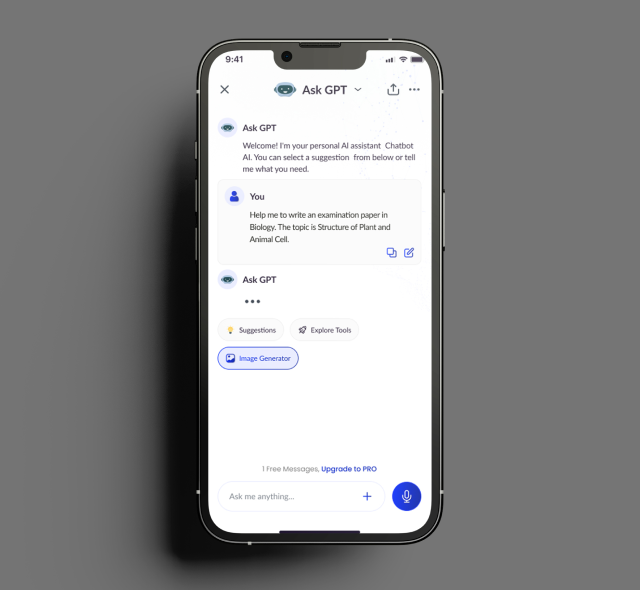 9:41
Ask GPT
Ask GPT
Welcome! I'm your personal AI assistant Chatbot
AI. You can select a suggestion from below or tell
me what you need.
You
Help me to write an examination paper in
Biology. The topic is Structure of Plant and
Animal Cell.
Ask GPT
Suggestions
Explore Tools
Image Generator
1 Free Messages, Upgrade to PRO
Ask me anything...